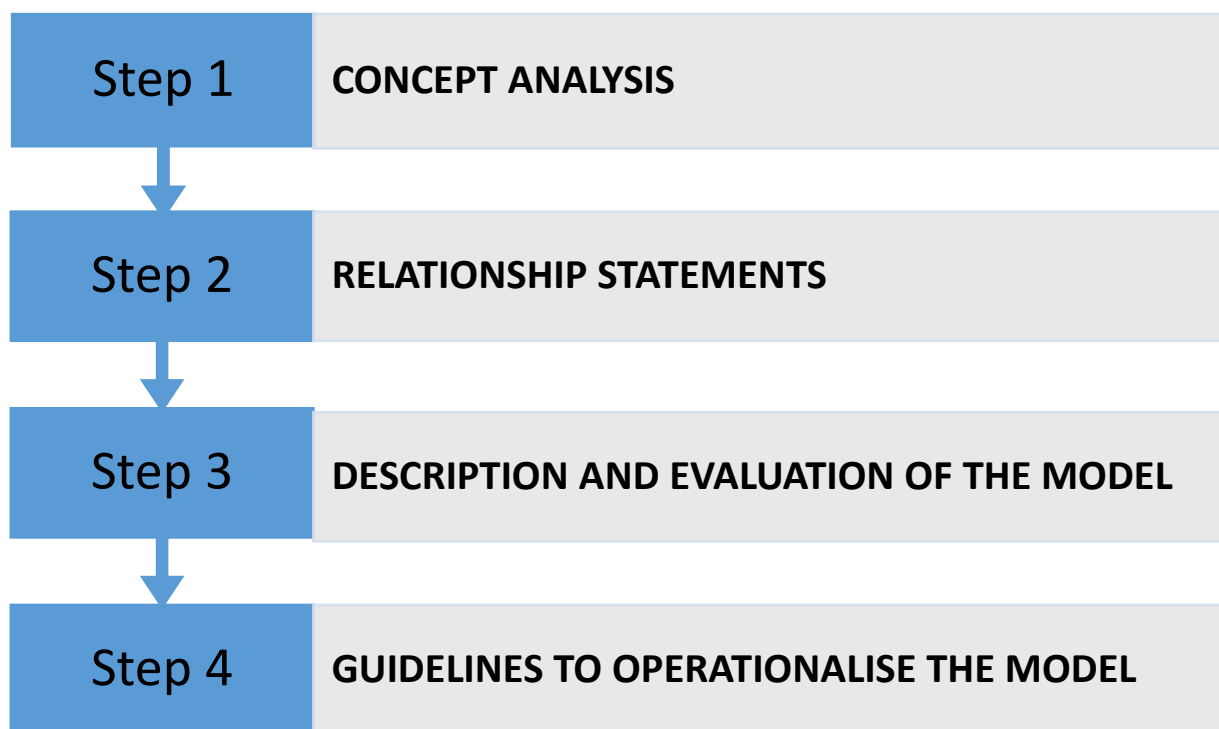 Step 1
CONCEPT ANALYSIS
Step 2
RELATIONSHIP STATEMENTS
Step 3
DESCRIPTION AND EVALUATION OF THE MODEL
Step 4
GUIDELINES TO OPERATIONALISE THE MODEL